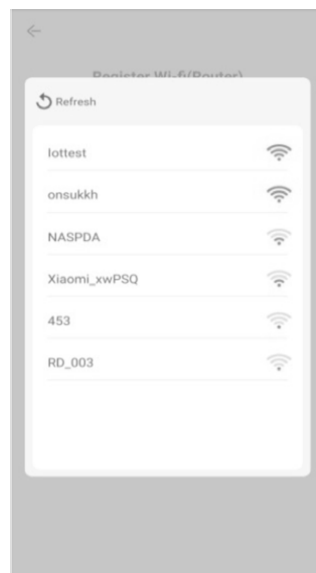 Register Wi-fi(Router)
Refresh
lottest
onsukkh
NASPDA
Xiaomi_xwPSQ
453
RD_003